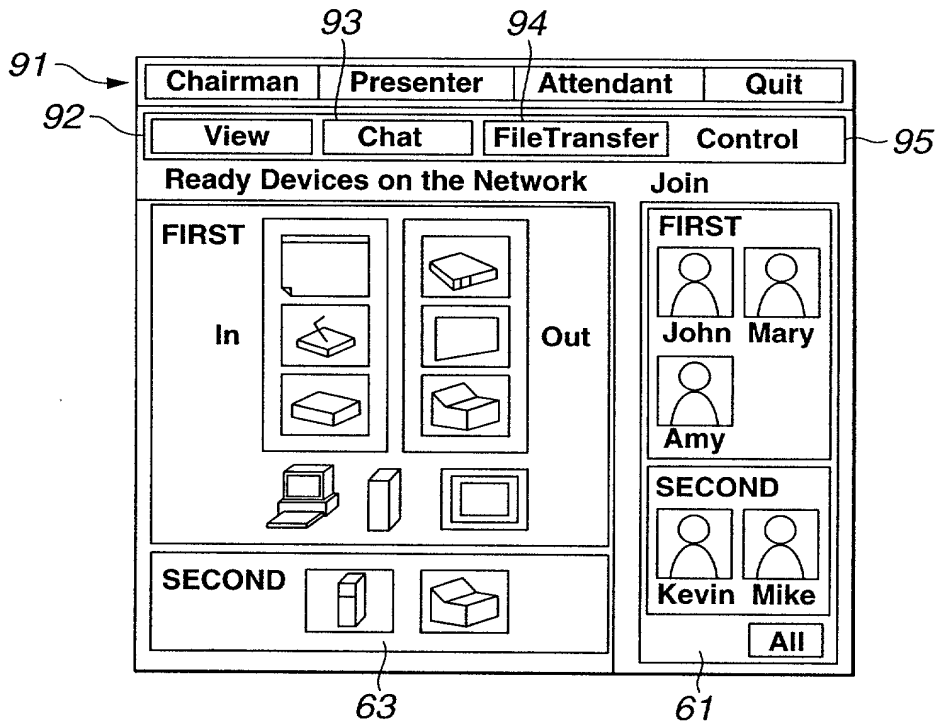 93 94
91 Chairman Presenter Attendant Quit
92 View Chat FileTransfer Control 95
Ready Devices on the Network Join
FIRST FIRST
In Out John Mary
Amy
SECOND
SECOND Kevin Mike
All
63 61